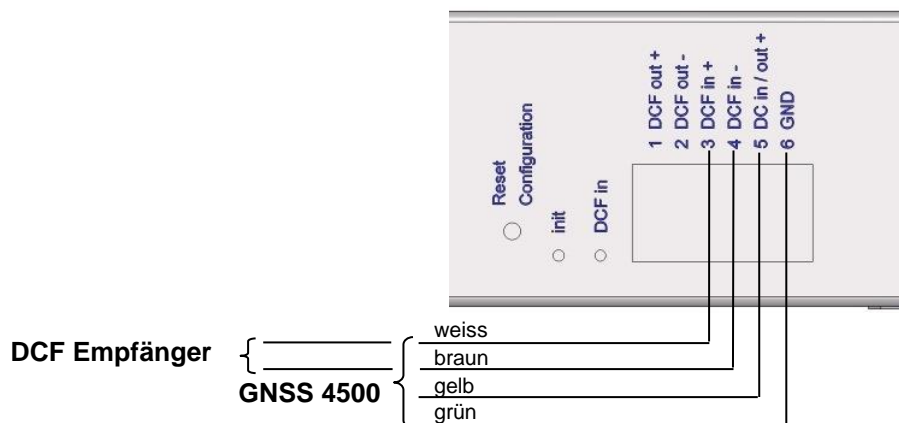 1 DCF out +
2 DCF out -
3 DCF in +
4 DCF in -
5 DC in / out +
6 GND
Reset
Configuration
init
DCF in
weiss
DCF Empfänger
braun
GNSS 4500
gelb
grün